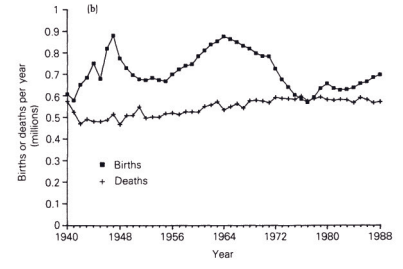 (b)
1
0.9
0.8
0.7
0.6
0.5
0.4
0.3
0.2
0.1
0
Births or deaths per year
(millions)
Births
Deaths
1940 1948 1956 1964 1972 1980 1988
Year